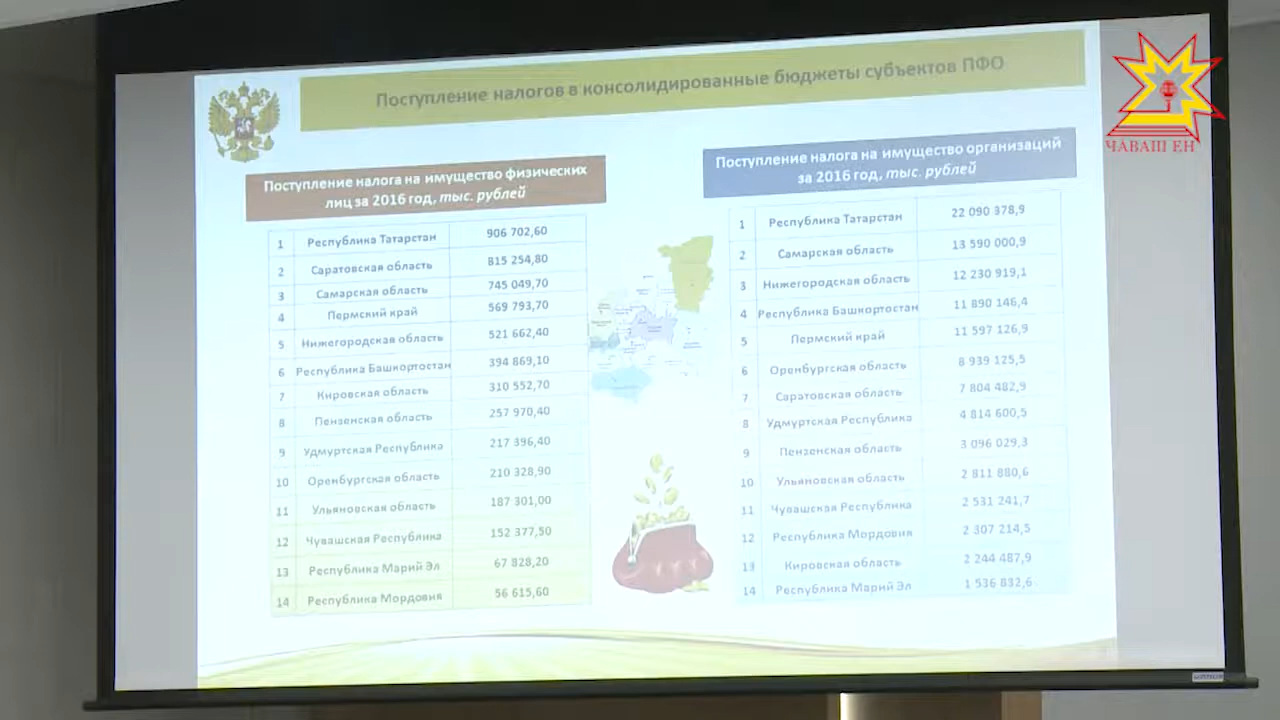 Поступление налогов в консолидированные бюджеты субъектов ПФО
ЧӐВАШ ЕН
Поступление налога на имущество физических
лиц за 2016 год, тыс. рублей
1 Республика Татарстан 906 702,60
2 Саратовская область 815 254,80
3 Самарская область 745 049,70
4 Пермский край 569 793,70
5 Нижегородская область 521 662,40
6 Республика Башкортостан 394 869,10
7 Кировская область 310 552,70
8 Пензенская область 257 970,40
9 Удмуртская Республика 217 396,40
10 Оренбургская область 210 328,90
11 Ульяновская область 187 301,00
12 Чувашская Республика 152 377,50
13 Республика Марий Эл 67 828,20
14 Республика Мордовия 56 615,60
Поступление налога на имущество организаций
за 2016 год, тыс. рублей
1 Республика Татарстан 22 090 378,9
2 Самарская область 13 590 000,9
3 Нижегородская область 12 230 919,1
4 Республика Башкортостан 11 890 146,4
5 Пермский край 11 597 126,9
6 Оренбургская область 8 939 125,5
7 Саратовская область 7 804 482,9
8 Удмуртская Республика 4 814 600,5
9 Пензенская область 3 096 029,3
10 Ульяновская область 2 811 880,6
11 Чувашская Республика 2 531 241,7
12 Республика Мордовия 2 307 214,5
13 Кировская область 2 244 487,9
14 Республика Марий Эл 1 536 832,6